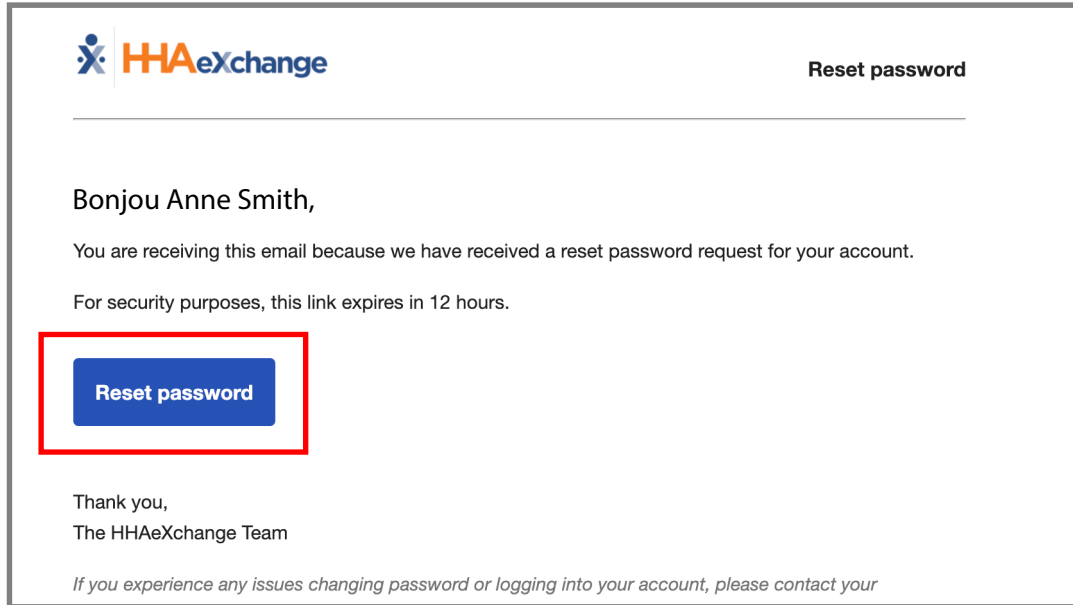 HHAeXchange
Reset password
Bonjou Anne Smith,
You are receiving this email because we have received a reset password request for your account.
For security purposes, this link expires in 12 hours.
Reset password
Thank you,
The HHAeXchange Team
If you experience any issues changing password or logging into your account, please contact your